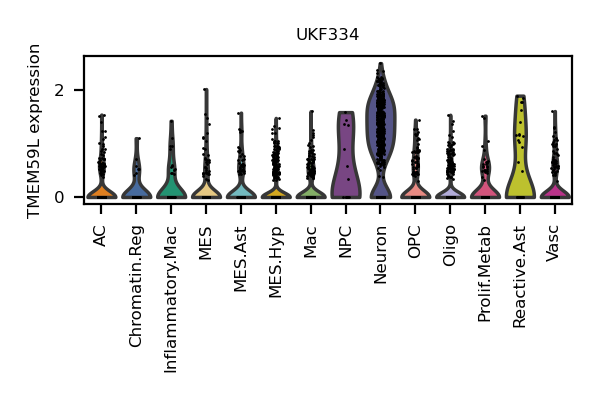 UKF334
TMEM59L expression
2
0
AC
Chromatin.Reg
Inflammatory.Mac
MES
MES.Ast
MES.Hyp
Mac
NPC
Neuron
OPC
Oligo
Prolif.Metab
Reactive.Ast
Vasc